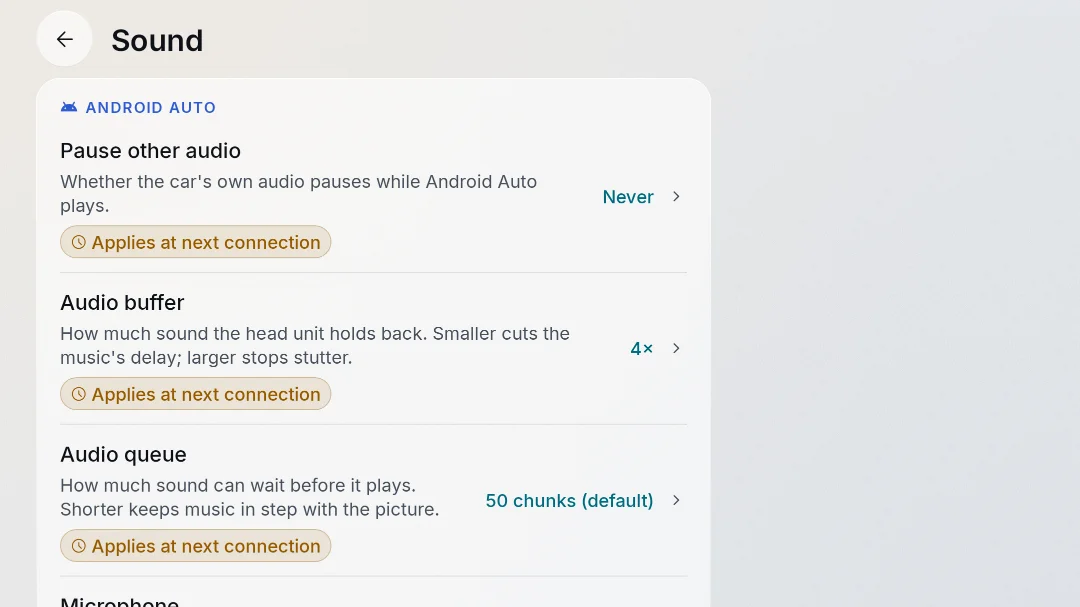 Sound
ANDROID AUTO
Pause other audio
Whether the car's own audio pauses while Android Auto
plays.
Never
Applies at next connection
Audio buffer
How much sound the head unit holds back. Smaller cuts the
music's delay; larger stops stutter.
4×
Applies at next connection
Audio queue
How much sound can wait before it plays.
Shorter keeps music in step with the picture.
50 chunks (default)
Applies at next connection
Microphone